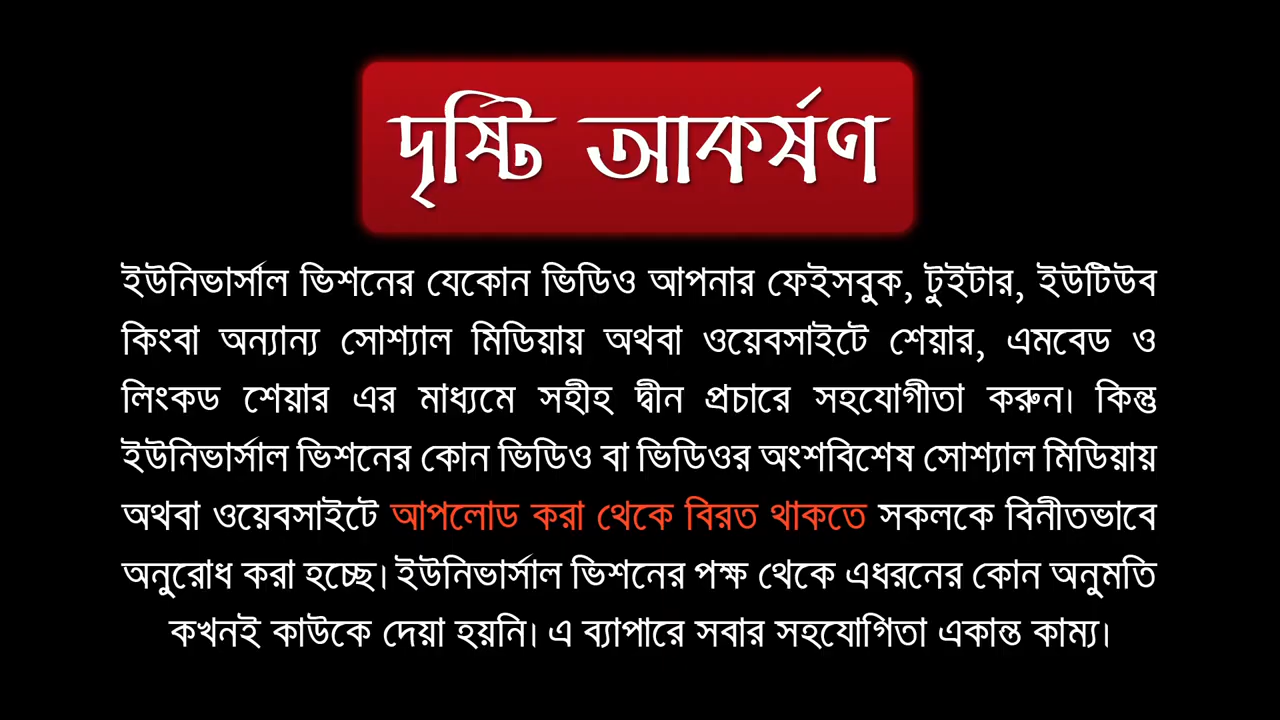 দৃষ্টি আকর্ষণ
ইউনিভার্সাল ভিশনের যেকোন ভিডিও আপনার ফেইসবুক, টুইটার, ইউটিউব
কিংবা অন্যান্য সোশ্যাল মিডিয়ায় অথবা ওয়েবসাইটে শেয়ার, এমবেড ও
লিংকড শেয়ার এর মাধ্যমে সহীহ দ্বীন প্রচারে সহযোগীতা করুন। কিন্তু
ইউনিভার্সাল ভিশনের কোন ভিডিও বা ভিডিওর অংশবিশেষ সোশ্যাল মিডিয়ায়
অথবা ওয়েবসাইটে আপলোড করা থেকে বিরত থাকতে সকলকে বিনীতভাবে
অনুরোধ করা হচ্ছে। ইউনিভার্সাল ভিশনের পক্ষ থেকে এধরনের কোন অনুমতি
কখনই কাউকে দেয়া হয়নি। এ ব্যাপারে সবার সহযোগিতা একান্ত কাম্য।